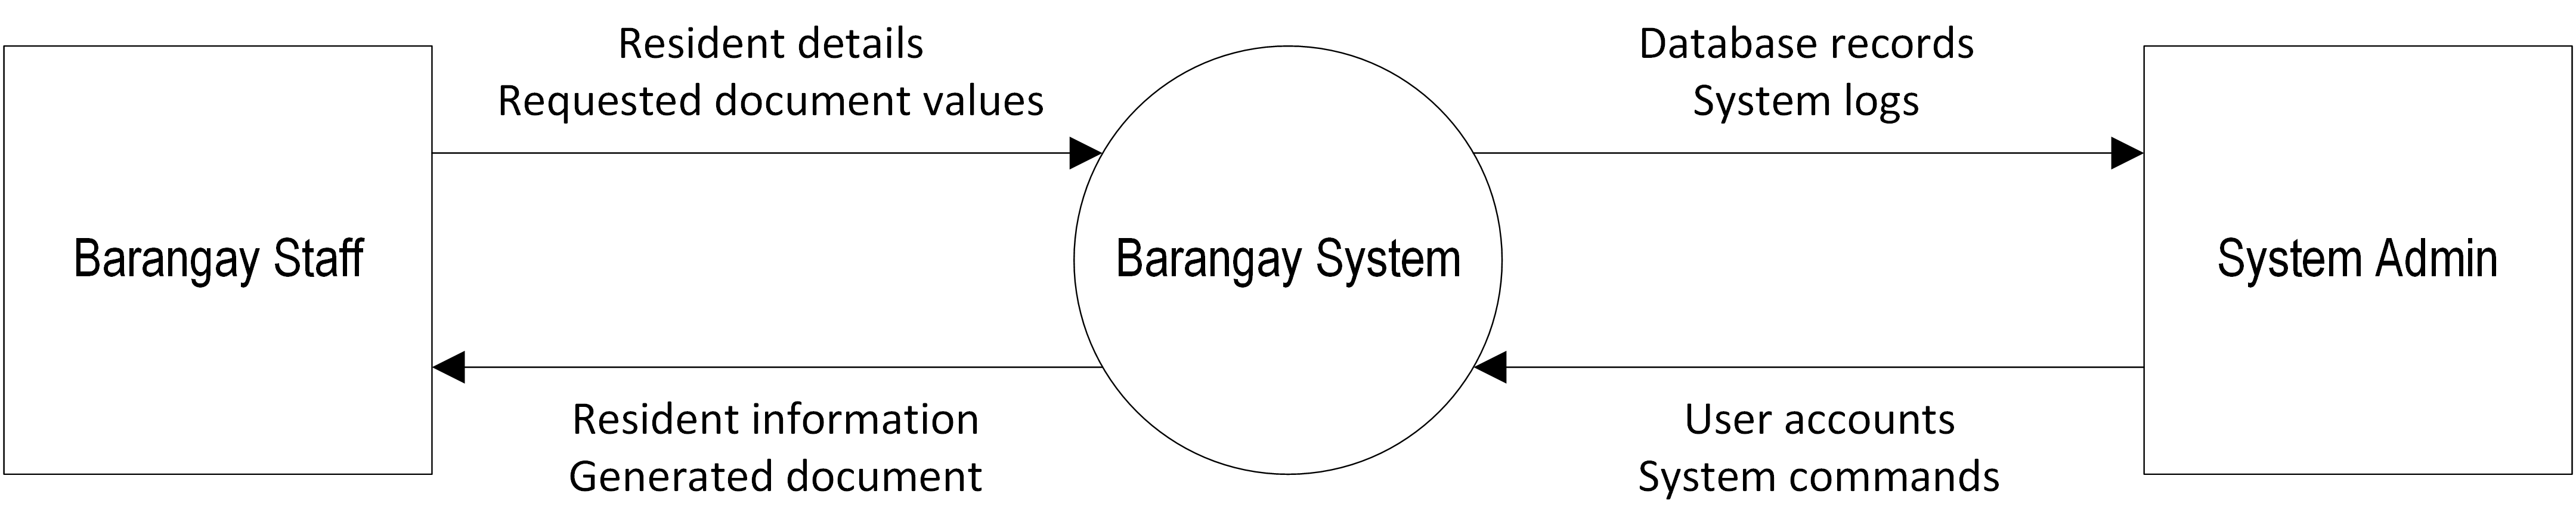 Resident details
Requested document values
Database records
System logs
Barangay Staff
Barangay System
System Admin
Resident information
Generated document
User accounts
System commands